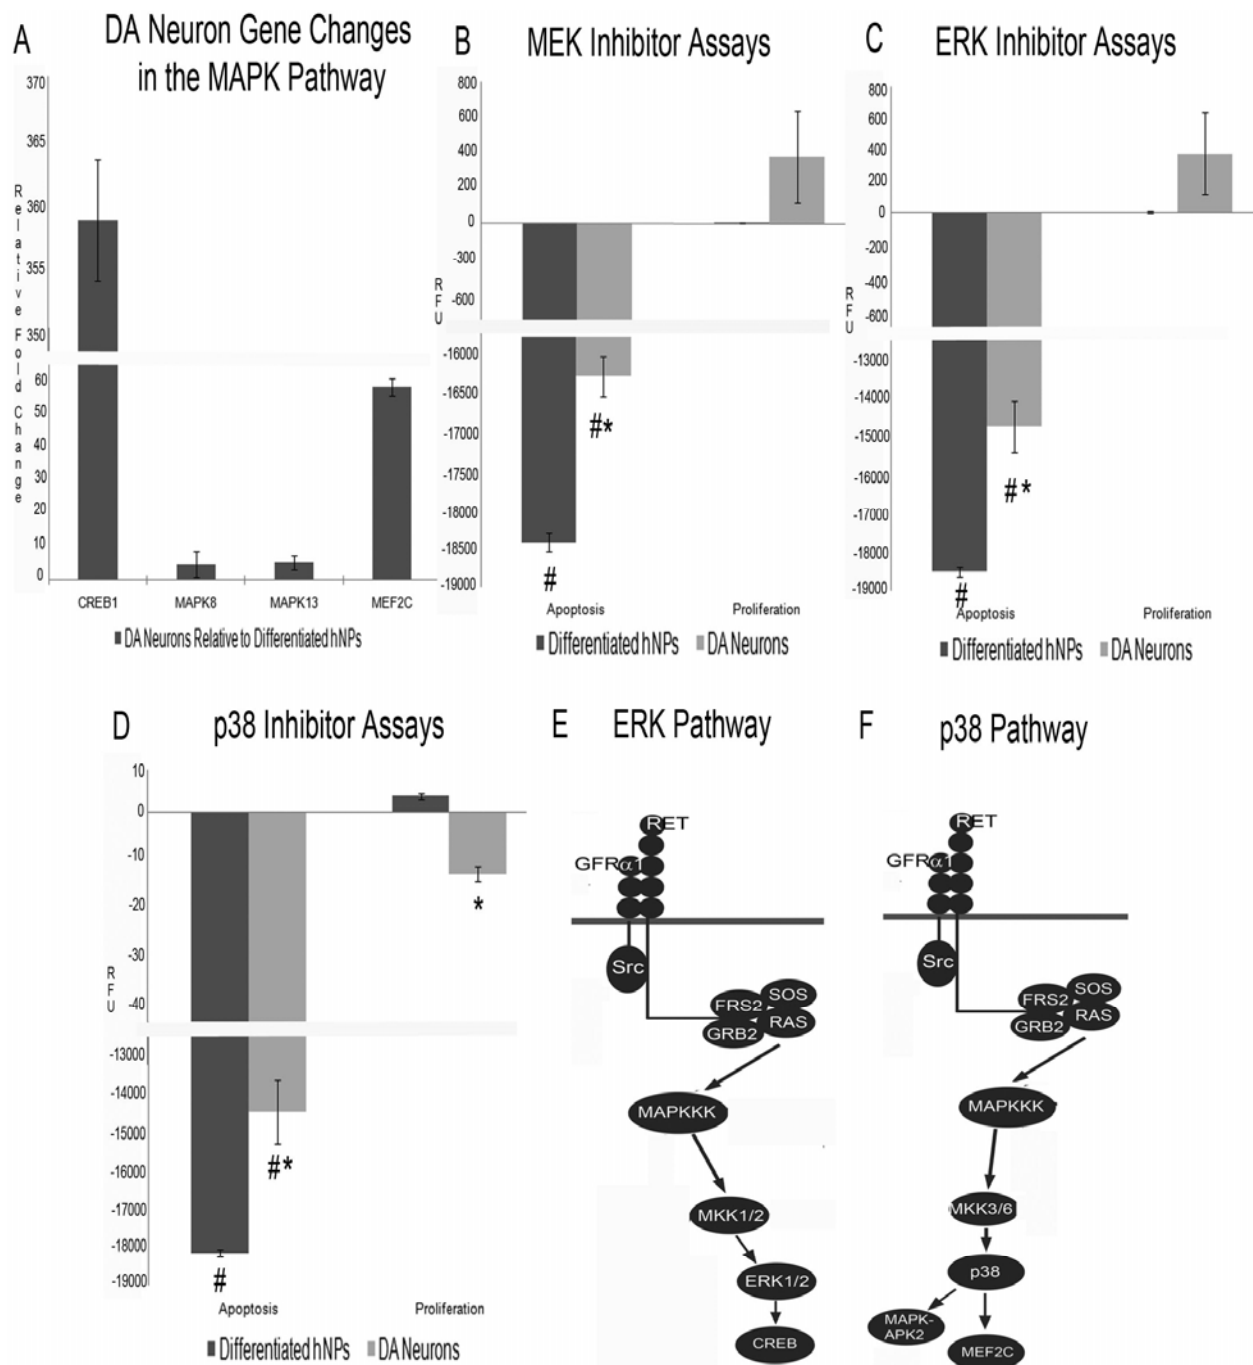 A
DA Neuron Gene Changes
in the MAPK Pathway
370
365
360
355
350
60
50
40
30
20
10
0
Relative Fold Change
CREB1 MAPK8 MAPK13 MEF2C
DA Neurons Relative to Differentiated hNPs
B
MEK Inhibitor Assays
800
600
400
200
0
-300
-600
-16000
-16500
-17000
-17500
-18000
-18500
-19000
RFU
#
#*
Apoptosis Proliferation
Differentiated hNPs DA Neurons
C
ERK Inhibitor Assays
800
600
400
200
0
-200
-400
-600
-13000
-14000
-15000
-16000
-17000
-18000
-19000
RFU
#
#*
Apoptosis Proliferation
Differentiated hNPs DA Neurons
D
p38 Inhibitor Assays
10
0
-10
-20
-30
-40
-13000
-14000
-15000
-16000
-17000
-18000
-19000
RFU
#
#*
*
Apoptosis Proliferation
Differentiated hNPs DA Neurons
E
ERK Pathway
RET
GFRα1
Src
FRS2 SOS
GRB2 RAS
MAPKKK
MKK1/2
ERK1/2
CREB
F
p38 Pathway
RET
GFRα1
Src
FRS2 SOS
GRB2 RAS
MAPKKK
MKK3/6
p38
MAPK-
APK2
MEF2C